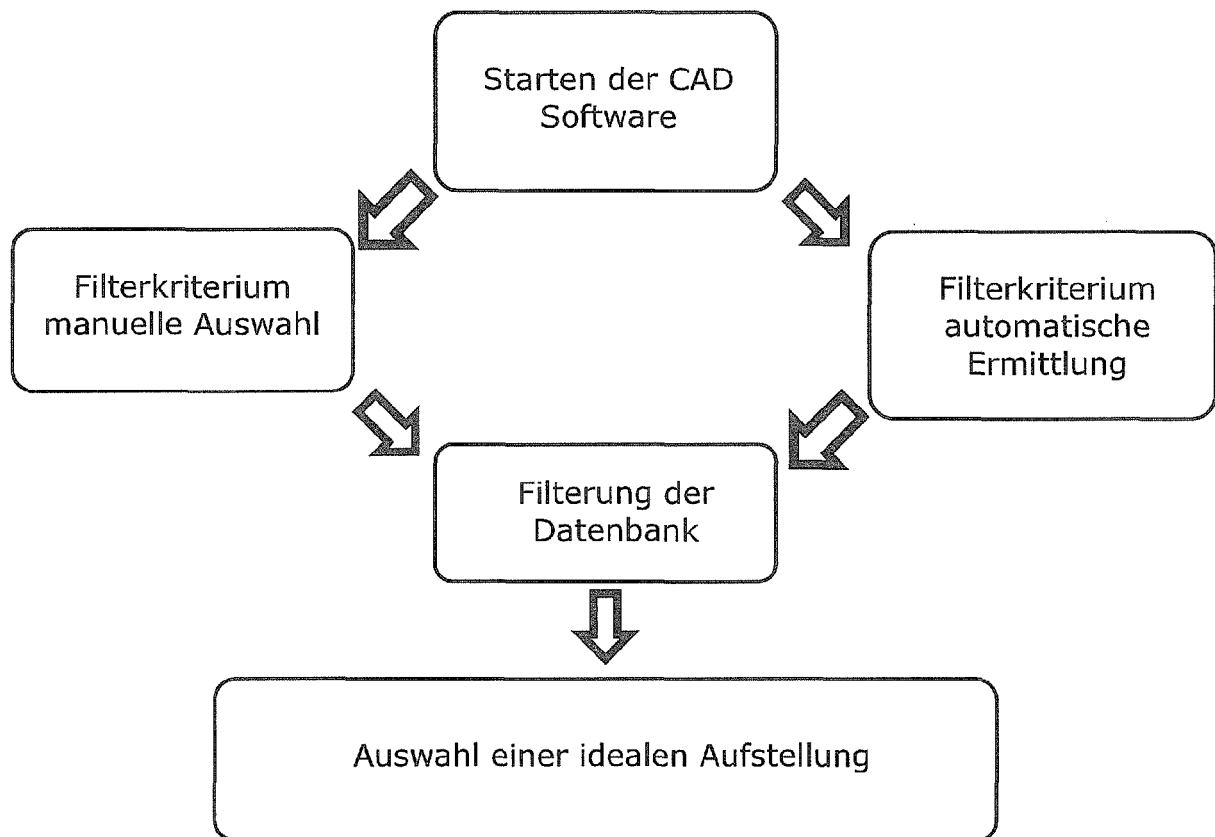 Starten der CAD
Software
Filterkriterium
manuelle Auswahl
Filterkriterium
automatische
Ermittlung
Filterung der
Datenbank
Auswahl einer idealen Aufstellung